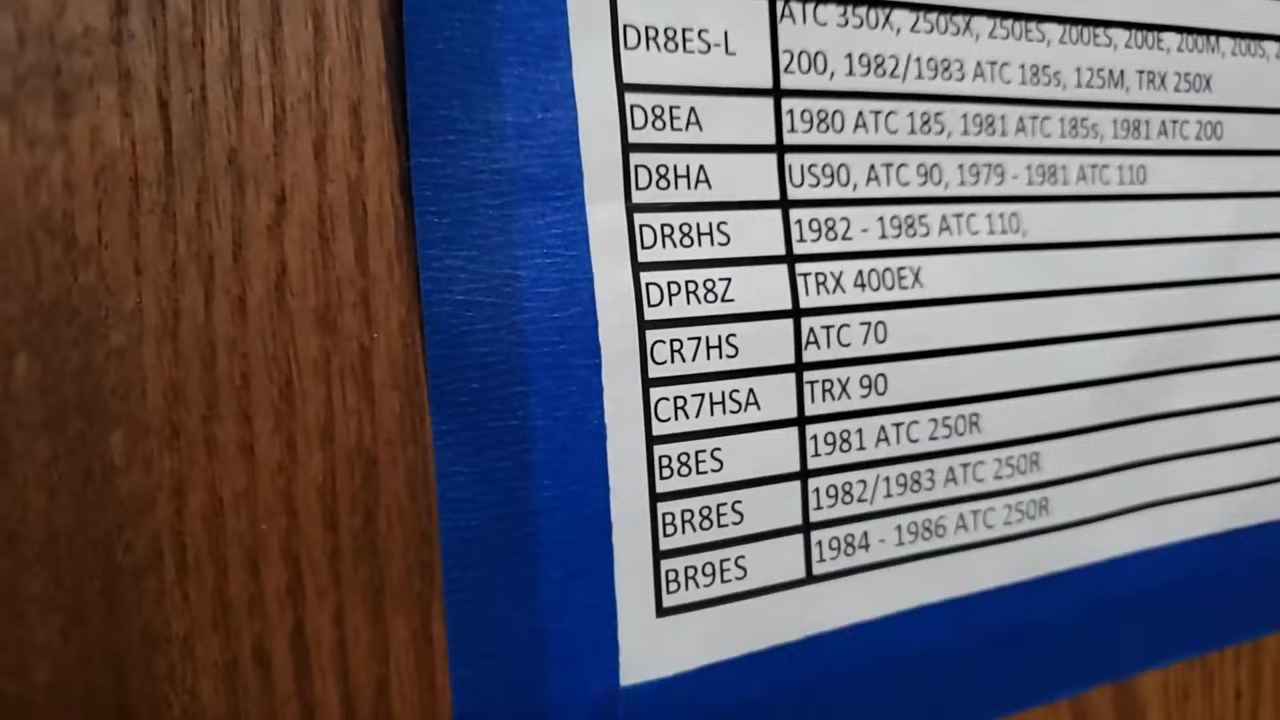 DR8ES-L
ATC 350X, 250SX, 250ES, 200ES, 200E, 200M, 200S,
200, 1982/1983 ATC 185s, 125M, TRX 250X
D8EA
1980 ATC 185, 1981 ATC 185s, 1981 ATC 200
D8HA
US90, ATC 90, 1979 - 1981 ATC 110
DR8HS
1982 - 1985 ATC 110,
DPR8Z
TRX 400EX
CR7HS
ATC 70
CR7HSA
TRX 90
B8ES
1981 ATC 250R
BR8ES
1982/1983 ATC 250R
BR9ES
1984 - 1986 ATC 250R